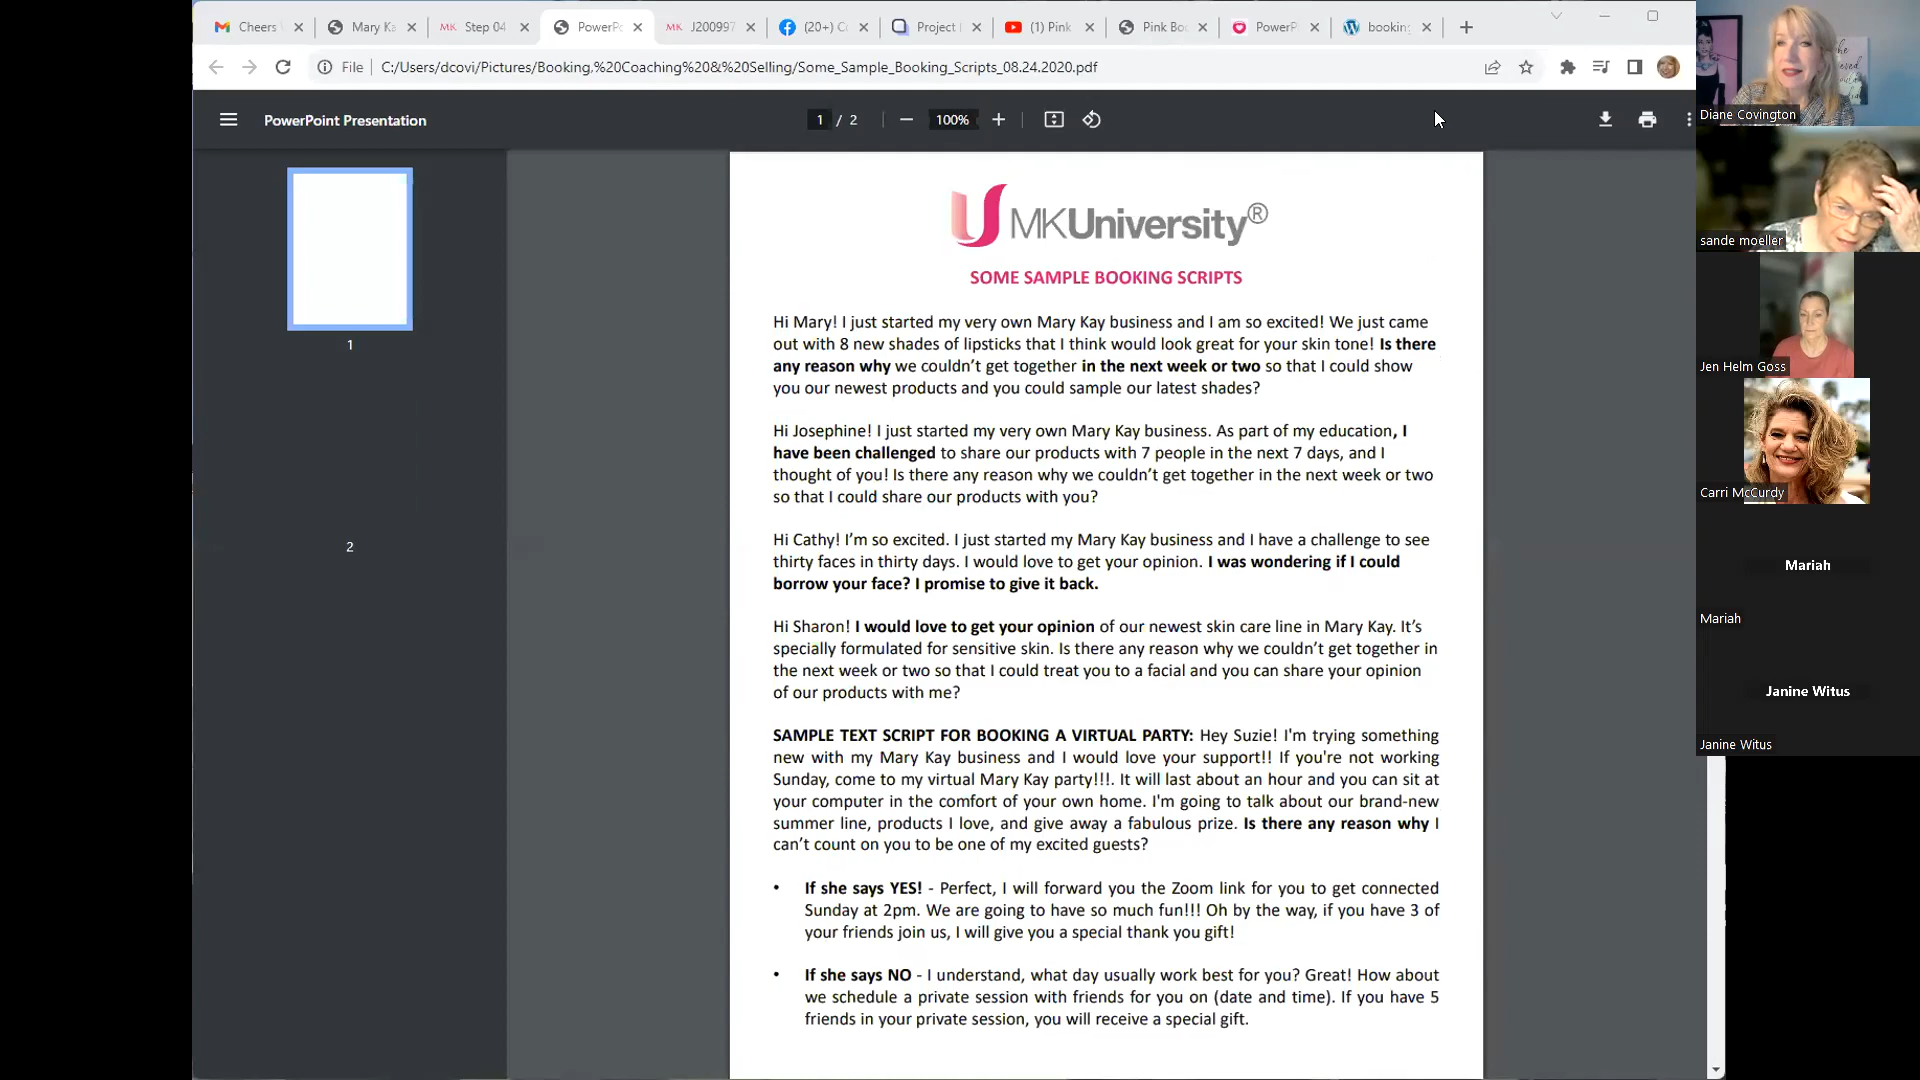 Cheers
Mary Ka
MK Step 04
PowerPo
MK J200997
(20+) Co
Project
(1) Pink
Pink Boo
PowerP
booking
File C:/Users/dcovi/Pictures/Booking,%20Coaching%20&%20Selling/Some_Sample_Booking_Scripts_08.24.2020.pdf
PowerPoint Presentation
1 / 2
100%
1
2
U MKUniversity®
SOME SAMPLE BOOKING SCRIPTS
Hi Mary! I just started my very own Mary Kay business and I am so excited! We just came
out with 8 new shades of lipsticks that I think would look great for your skin tone! Is there
any reason why we couldn’t get together in the next week or two so that I could show
you our newest products and you could sample our latest shades?
Hi Josephine! I just started my very own Mary Kay business. As part of my education, I
have been challenged to share our products with 7 people in the next 7 days, and I
thought of you! Is there any reason why we couldn’t get together in the next week or two
so that I could share our products with you?
Hi Cathy! I’m so excited. I just started my Mary Kay business and I have a challenge to see
thirty faces in thirty days. I would love to get your opinion. I was wondering if I could
borrow your face? I promise to give it back.
Hi Sharon! I would love to get your opinion of our newest skin care line in Mary Kay. It’s
specially formulated for sensitive skin. Is there any reason why we couldn’t get together in
the next week or two so that I could treat you to a facial and you can share your opinion
of our products with me?
SAMPLE TEXT SCRIPT FOR BOOKING A VIRTUAL PARTY: Hey Suzie! I'm trying something
new with my Mary Kay business and I would love your support!! If you're not working
Sunday, come to my virtual Mary Kay party!!!. It will last about an hour and you can sit at
your computer in the comfort of your own home. I'm going to talk about our brand-new
summer line, products I love, and give away a fabulous prize. Is there any reason why I
can’t count on you to be one of my excited guests?
• If she says YES! - Perfect, I will forward you the Zoom link for you to get connected
Sunday at 2pm. We are going to have so much fun!!! Oh by the way, if you have 3 of
your friends join us, I will give you a special thank you gift!
• If she says NO - I understand, what day usually work best for you? Great! How about
we schedule a private session with friends for you on (date and time). If you have 5
friends in your private session, you will receive a special gift.
Diane Covington
sande moeller
Jen Helm Goss
Carri McCurdy
Mariah
Mariah
Janine Witus
Janine Witus